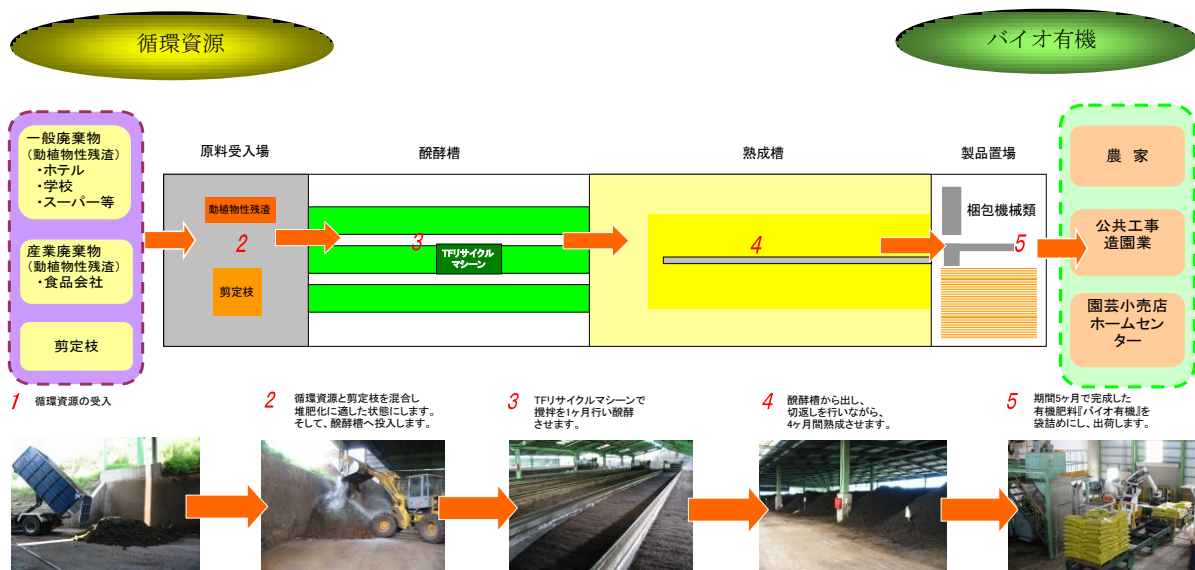 循環資源
バイオ有機
一般廃棄物
（動植物性残渣）
・ホテル
・学校
・スーパー等
産業廃棄物
（動植物性残渣）
・食品会社
剪定枝
原料受入場
醗酵槽
熟成槽
製品置場
動植物性残渣
2
剪定枝
3
TFリサイクル
マシーン
4
梱包機械類
5
農　家
公共工事
造園業
園芸小売店
ホームセン
ター
1 循環資源の受入
2 循環資源と剪定枝を混合し
堆肥化に適した状態にします。
そして、醗酵槽へ投入します。
3 TFリサイクルマシーンで
攪拌を1ヶ月行い醗酵
させます。
4 醗酵槽から出し、
切返しを行いながら、
4ヶ月間熟成させます。
5 期間5ヶ月で完成した
有機肥料『バイオ有機』を
袋詰めにし、出荷します。